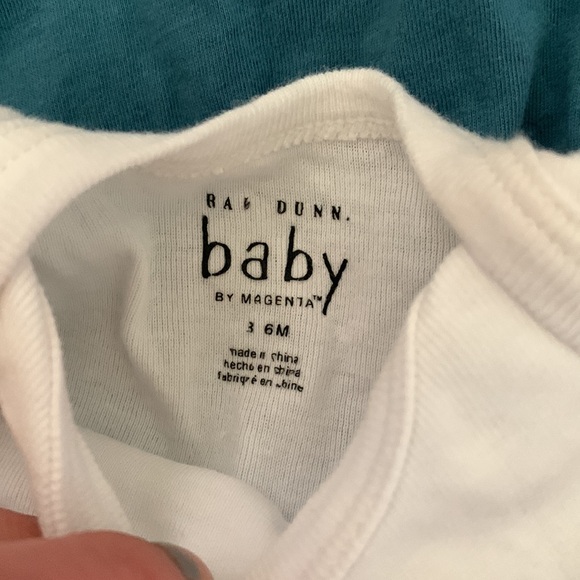 RAE DUNN.
baby
BY MAGENTA™
3 6M
made in china
hecho en china
fabriqué en chine